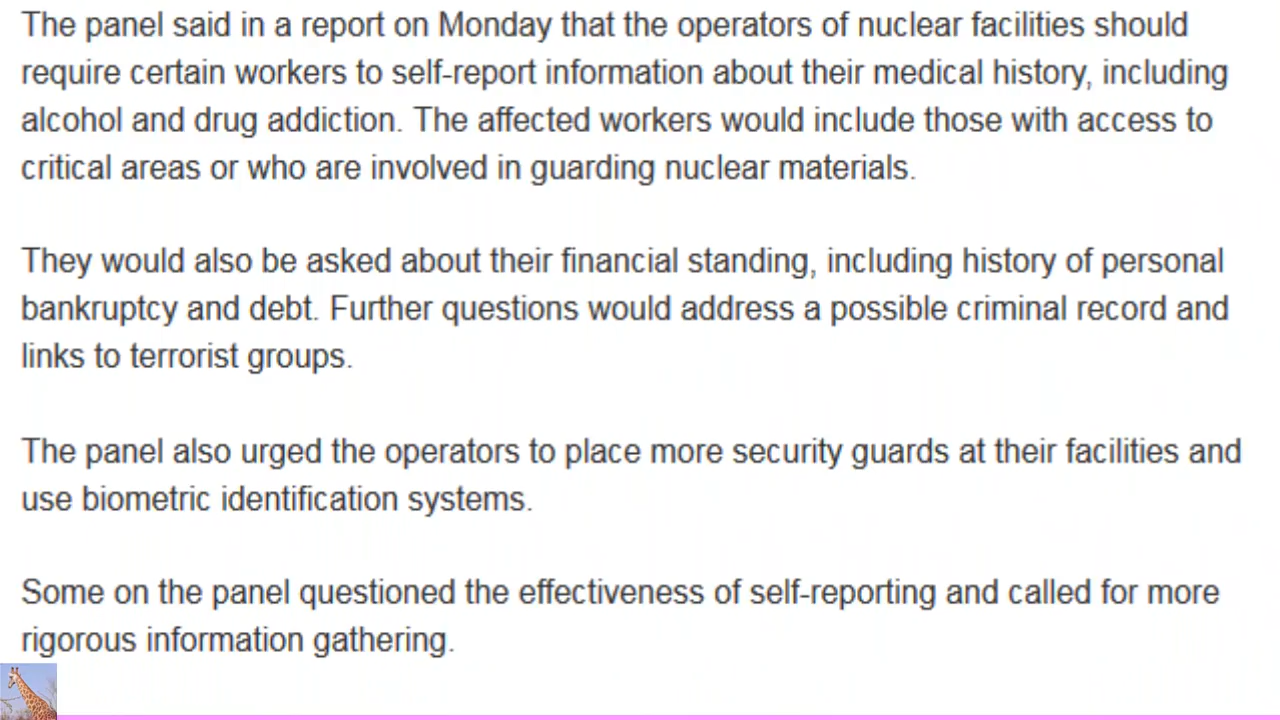 The panel said in a report on Monday that the operators of nuclear facilities should
require certain workers to self-report information about their medical history, including
alcohol and drug addiction. The affected workers would include those with access to
critical areas or who are involved in guarding nuclear materials.
They would also be asked about their financial standing, including history of personal
bankruptcy and debt. Further questions would address a possible criminal record and
links to terrorist groups.
The panel also urged the operators to place more security guards at their facilities and
use biometric identification systems.
Some on the panel questioned the effectiveness of self-reporting and called for more
rigorous information gathering.